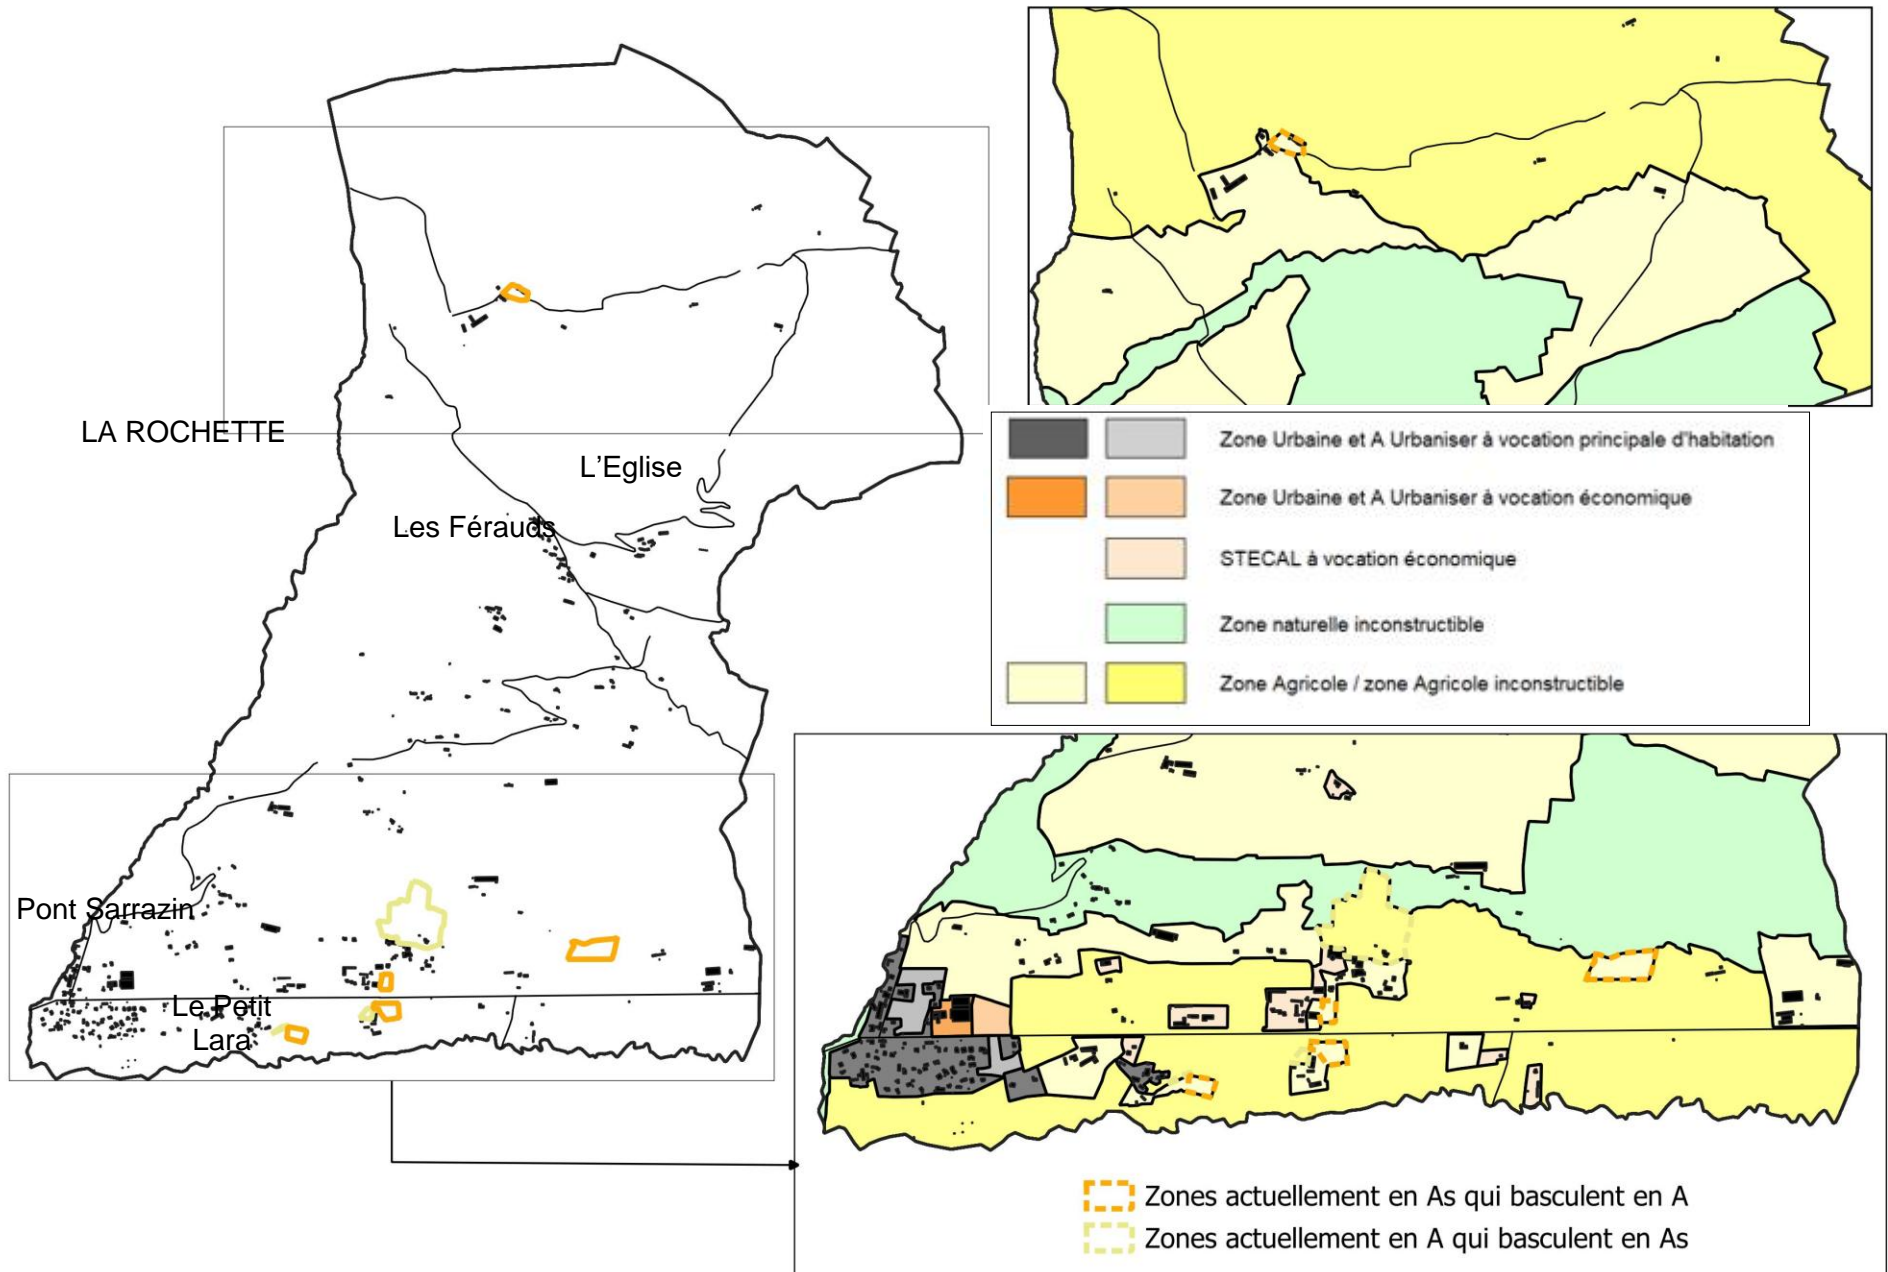 LA ROCHETTE
L'Eglise
Les Férauds
Pont Sarrazin
Le Petit
Lara
Zone Urbaine et A Urbaniser à vocation principale d'habitation
Zone Urbaine et A Urbaniser à vocation économique
STECAL à vocation économique
Zone naturelle inconstructible
Zone Agricole / zone Agricole inconstructible
Zones actuellement en As qui basculent en A
Zones actuellement en A qui basculent en As